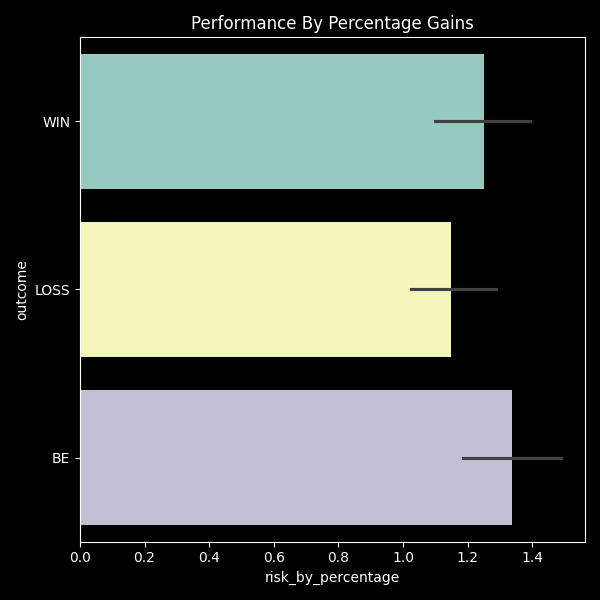 Performance By Percentage Gains
outcome
WIN
LOSS
BE
0.0 0.2 0.4 0.6 0.8 1.0 1.2 1.4
risk_by_percentage